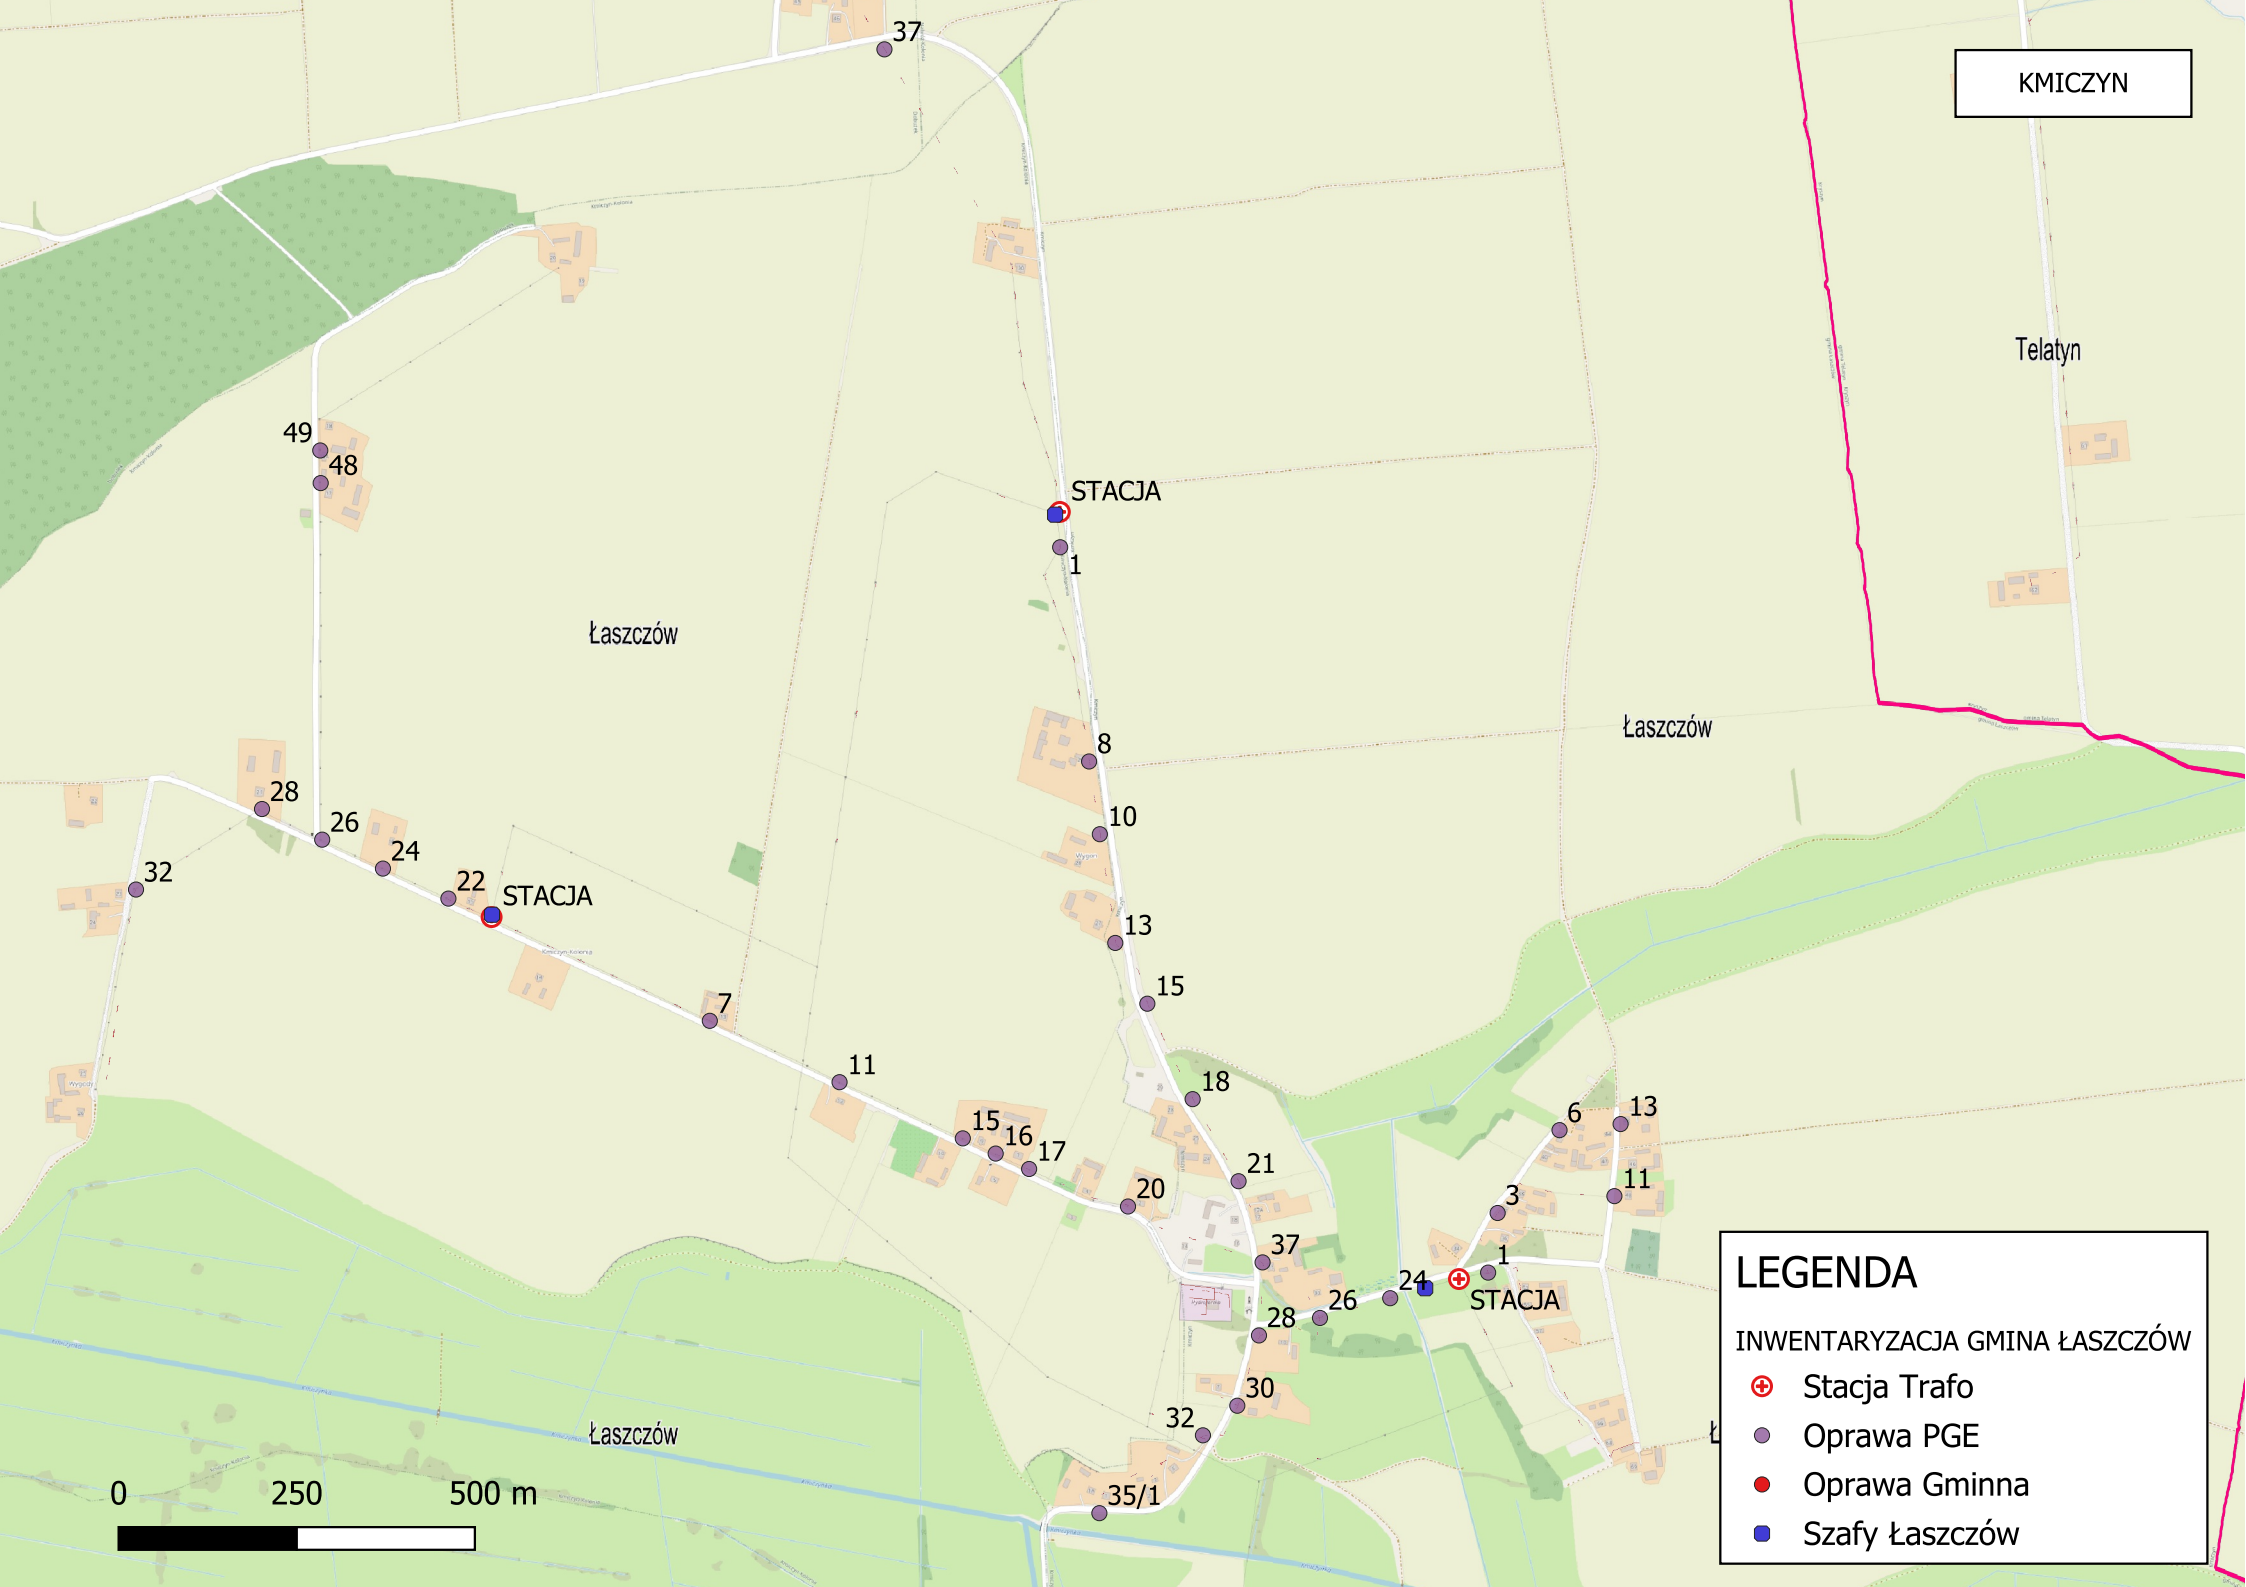 37
KMICZYN
Telatyn
49
48
STACJA
1
Łaszczów
Łaszczów
8
28
10
26
24
32
22
STACJA
13
7
15
11
18
6
13
15
16
17
21
11
20
3
37
1
24
STACJA
26
28
30
32
35/1
Łaszczów
0 250 500 m
LEGENDA
INWENTARYZACJA GMINA ŁASZCZÓW
Stacja Trafo
Oprawa PGE
Oprawa Gminna
Szafy Łaszczów